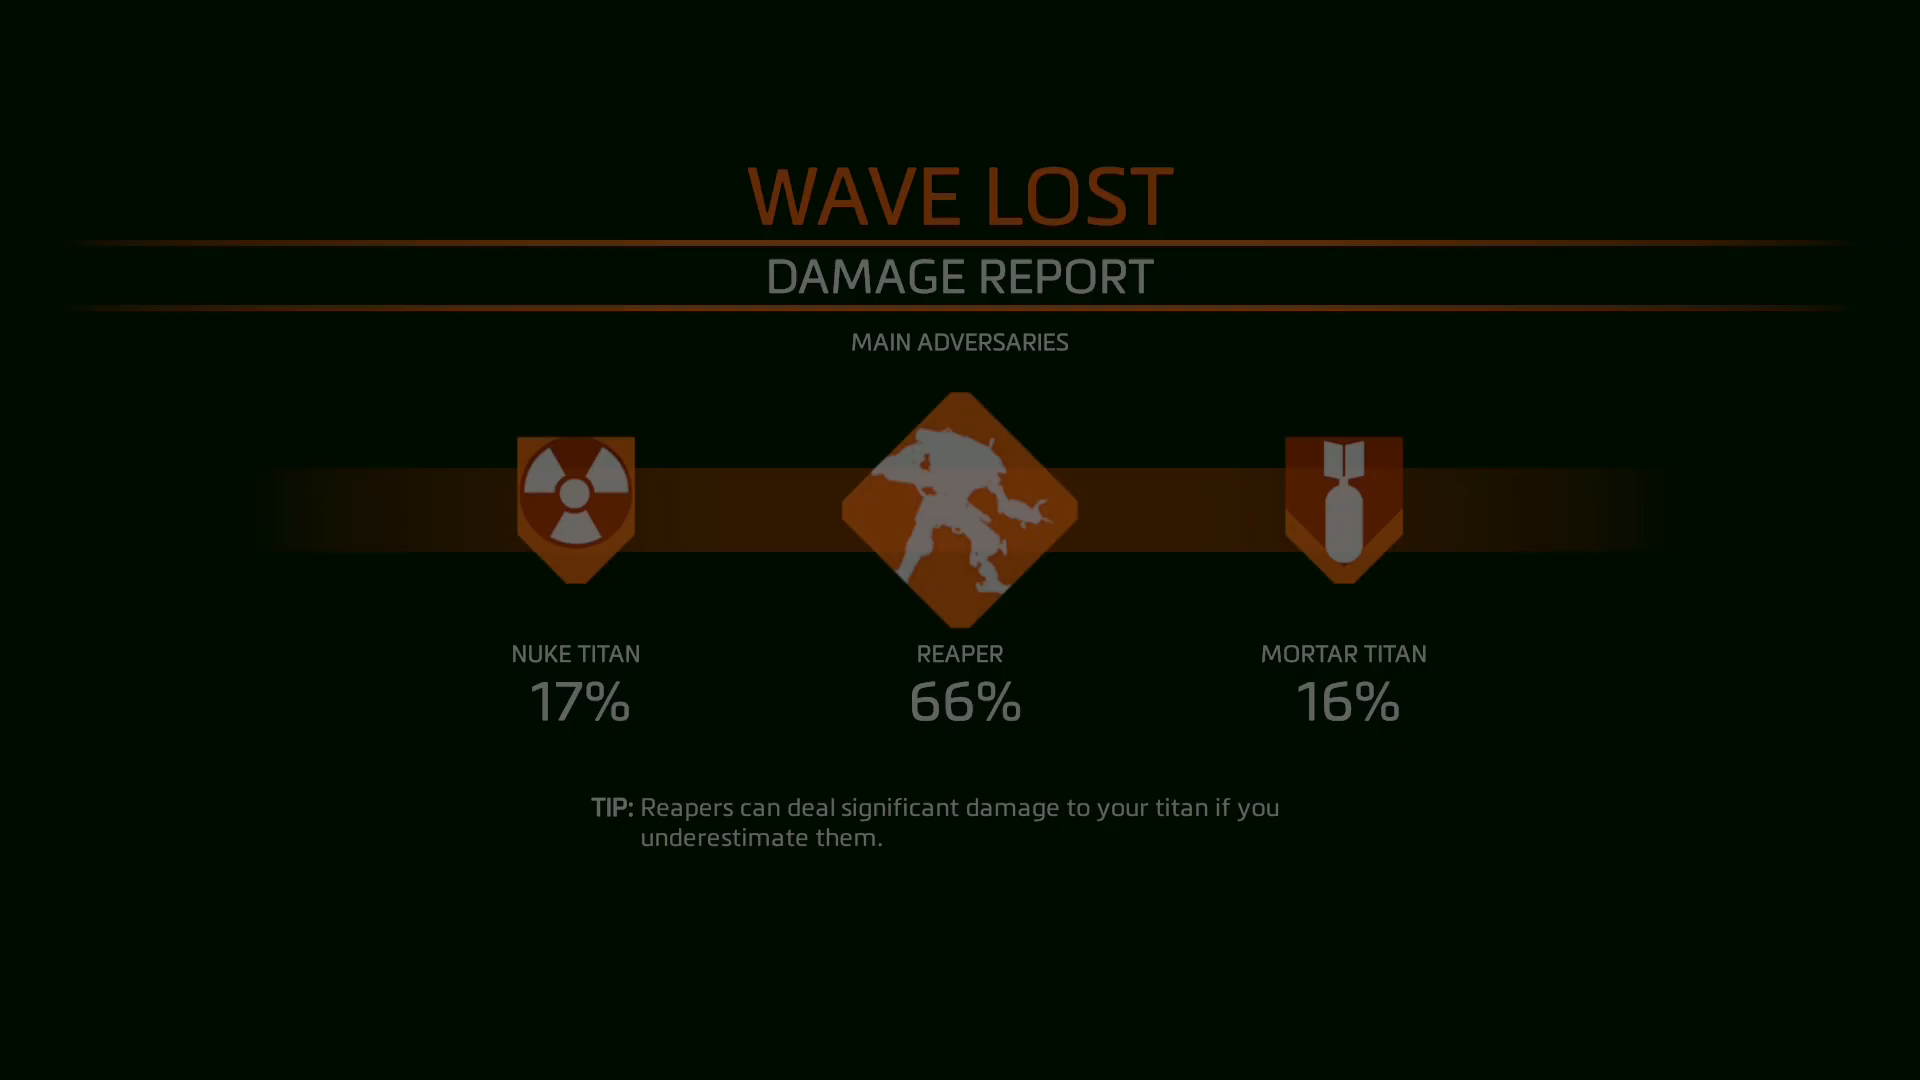 WAVE LOST
DAMAGE REPORT
MAIN ADVERSARIES
NUKE TITAN
17%
REAPER
66%
MORTAR TITAN
16%
TIP: Reapers can deal significant damage to your titan if you
underestimate them.